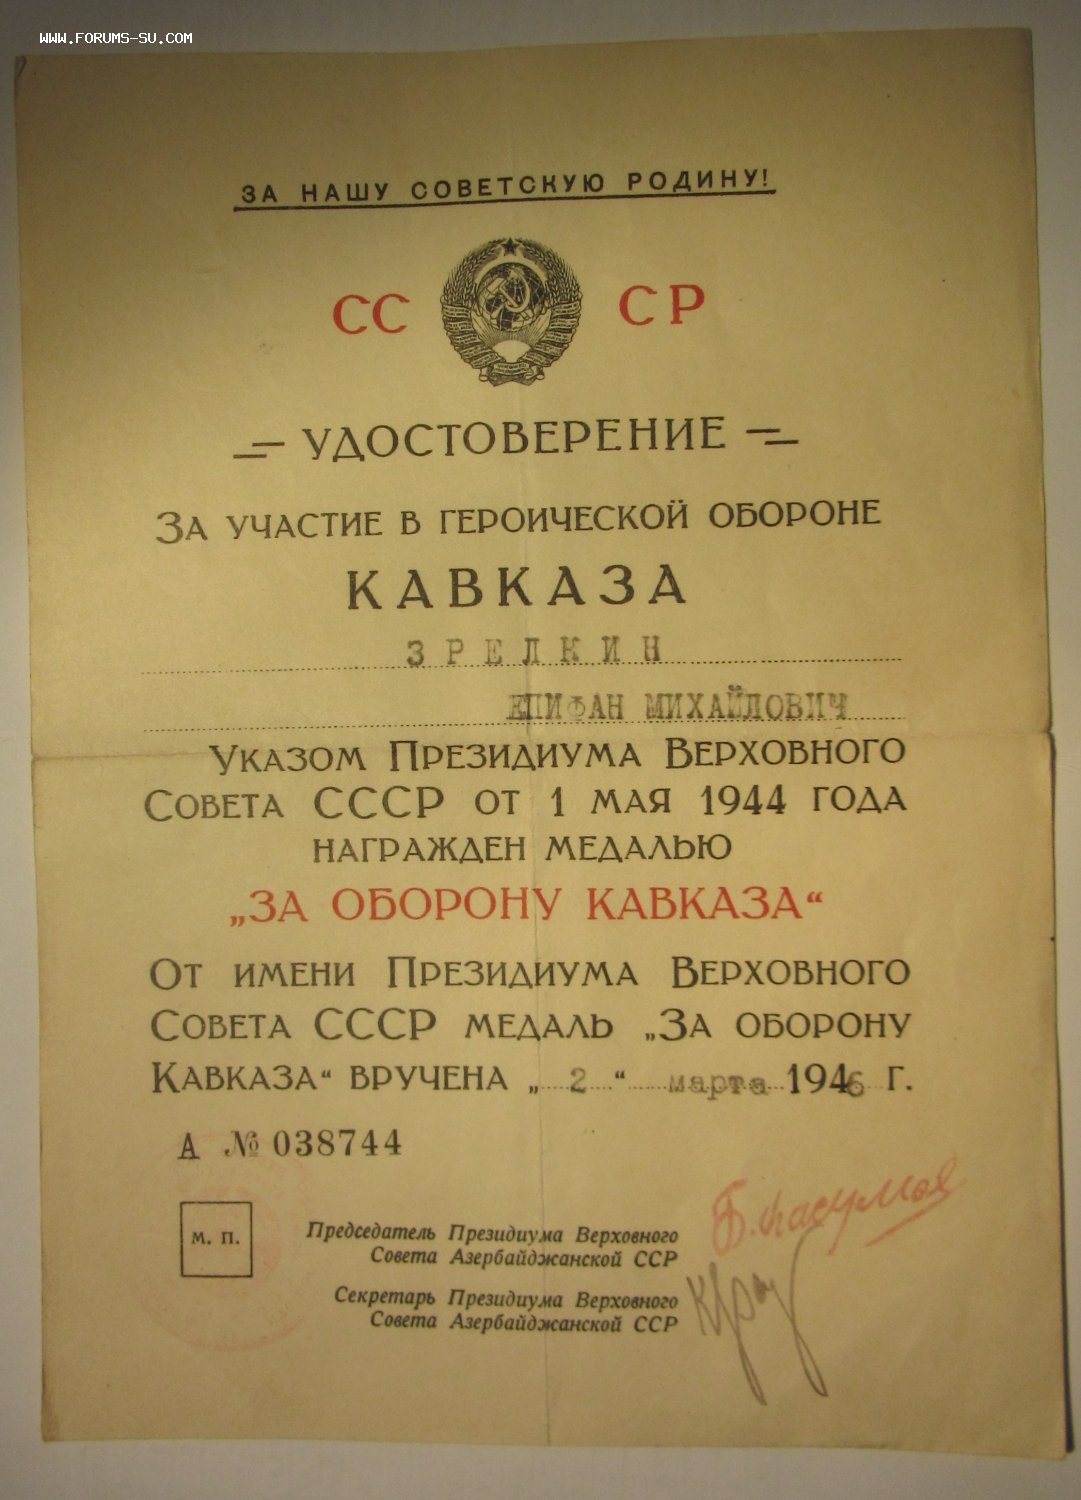 WWW.FORUMS-SU.COM
ЗА НАШУ СОВЕТСКУЮ РОДИНУ!
СС СР
УДОСТОВЕРЕНИЕ
ЗА УЧАСТИЕ В ГЕРОИЧЕСКОЙ ОБОРОНЕ
КАВКАЗА
ЗРЕЛКИН
ЕПИФАН МИХАЙЛОВИЧ
УКАЗОМ ПРЕЗИДИУМА ВЕРХОВНОГО
СОВЕТА СССР ОТ 1 МАЯ 1944 ГОДА
НАГРАЖДЕН МЕДАЛЬЮ
„ЗА ОБОРОНУ КАВКАЗА“
ОТ ИМЕНИ ПРЕЗИДИУМА ВЕРХОВНОГО
СОВЕТА СССР МЕДАЛЬ „ЗА ОБОРОНУ
КАВКАЗА“ ВРУЧЕНА „ 2 “ марта 1946 Г.
А № 038744
М. П.
Председатель Президиума Верховного
Совета Азербайджанской ССР
Секретарь Президиума Верховного
Совета Азербайджанской ССР